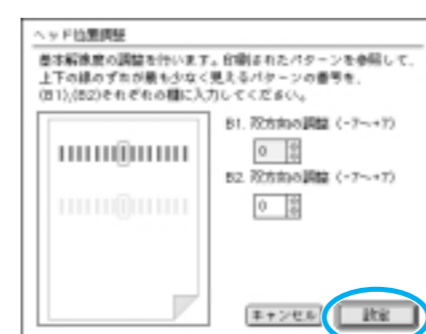 ヘッド位置調整
基本解像度の調整を行います。印刷されたパターンを参照して、
上下の線のずれが最も少なく見えるパターンの番号を、
(B1),(B2)それぞれの欄に入力してください。
B1. 双方向の調整 (-7〜+7)
0
B2. 双方向の調整 (-7〜+7)
0
キャンセル
設定